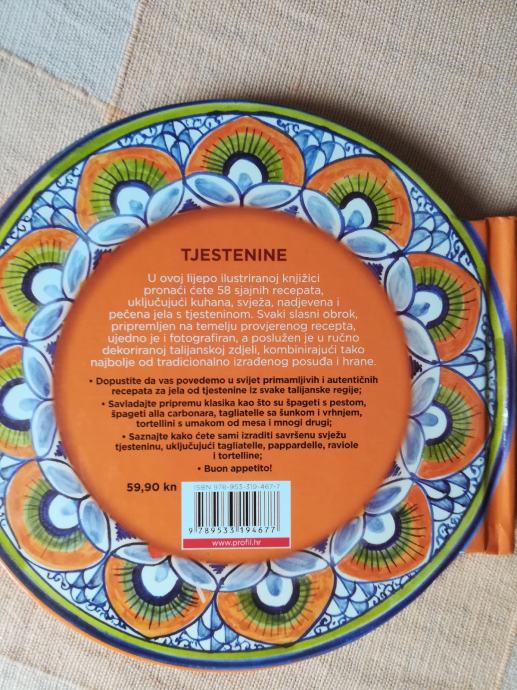 TJESTENINE
U ovoj lijepo ilustriranoj knjižici
pronaći ćete 58 sjajnih recepata,
uključujući kuhana, svježa, nadjevena i
pečena jela s tjesteninom. Svaki slasni obrok,
pripremljen na temelju provjerenog recepta,
ujedno je i fotografiran, a poslužen je u ručno
dekoriranoj talijanskoj zdjeli, kombinirajući tako
najbolje od tradicionalno izrađenog posuđa i hrane.
• Dopustite da vas povedemo u svijet primamljivih i autentičnih
recepata za jela od tjestenine iz svake talijanske regije;
• Savladajte pripremu klasika kao što su špageti s pestom,
špageti alla carbonara, tagliatelle sa šunkom i vrhnjem,
tortellini s umakom od mesa i mnogi drugi;
• Saznajte kako ćete sami izraditi savršenu svježu
tjesteninu, uključujući tagliatelle, pappardelle, raviole
i tortelline;
• Buon appetito!
59,90 kn
ISBN 978-953-319-467-7
9 789533 194677
www.profil.hr